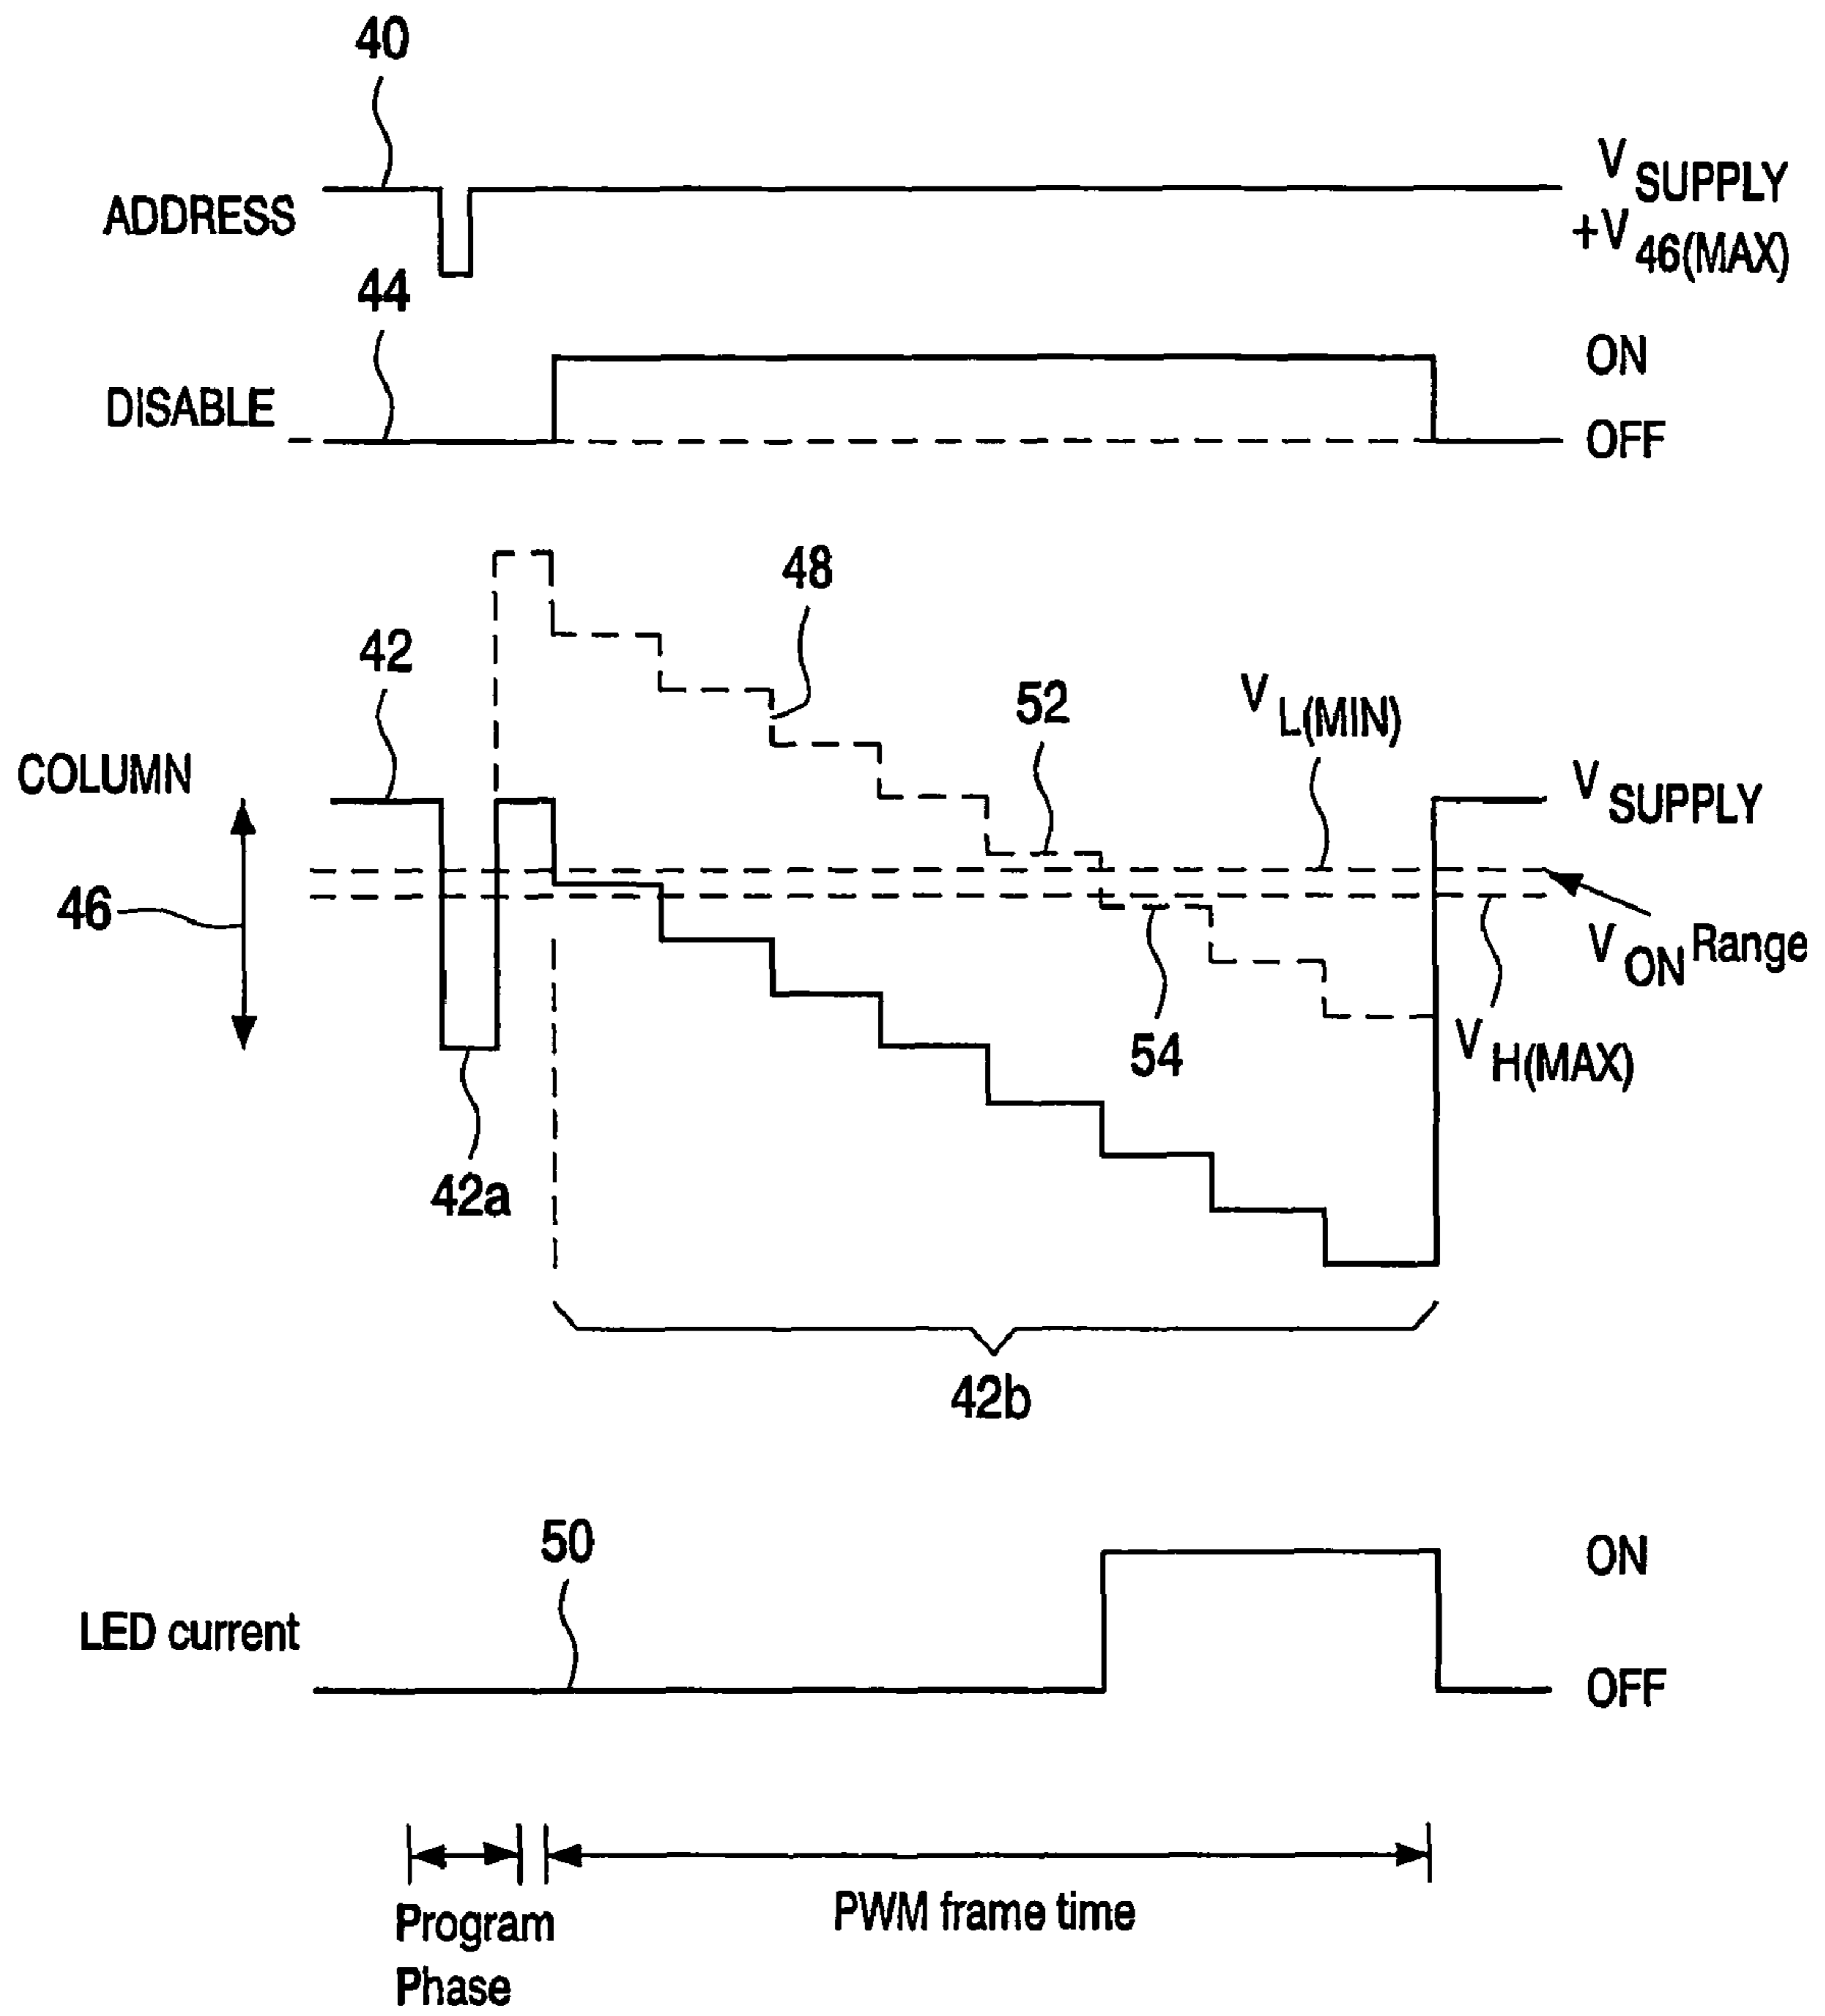 40
ADDRESS
V SUPPLY
+V 46(MAX)
44
DISABLE
ON
OFF
48
42
52
V L(MIN)
COLUMN
V SUPPLY
46
V ON Range
54
V H(MAX)
42a
42b
50
ON
LED current
OFF
Program
Phase
PWM frame time